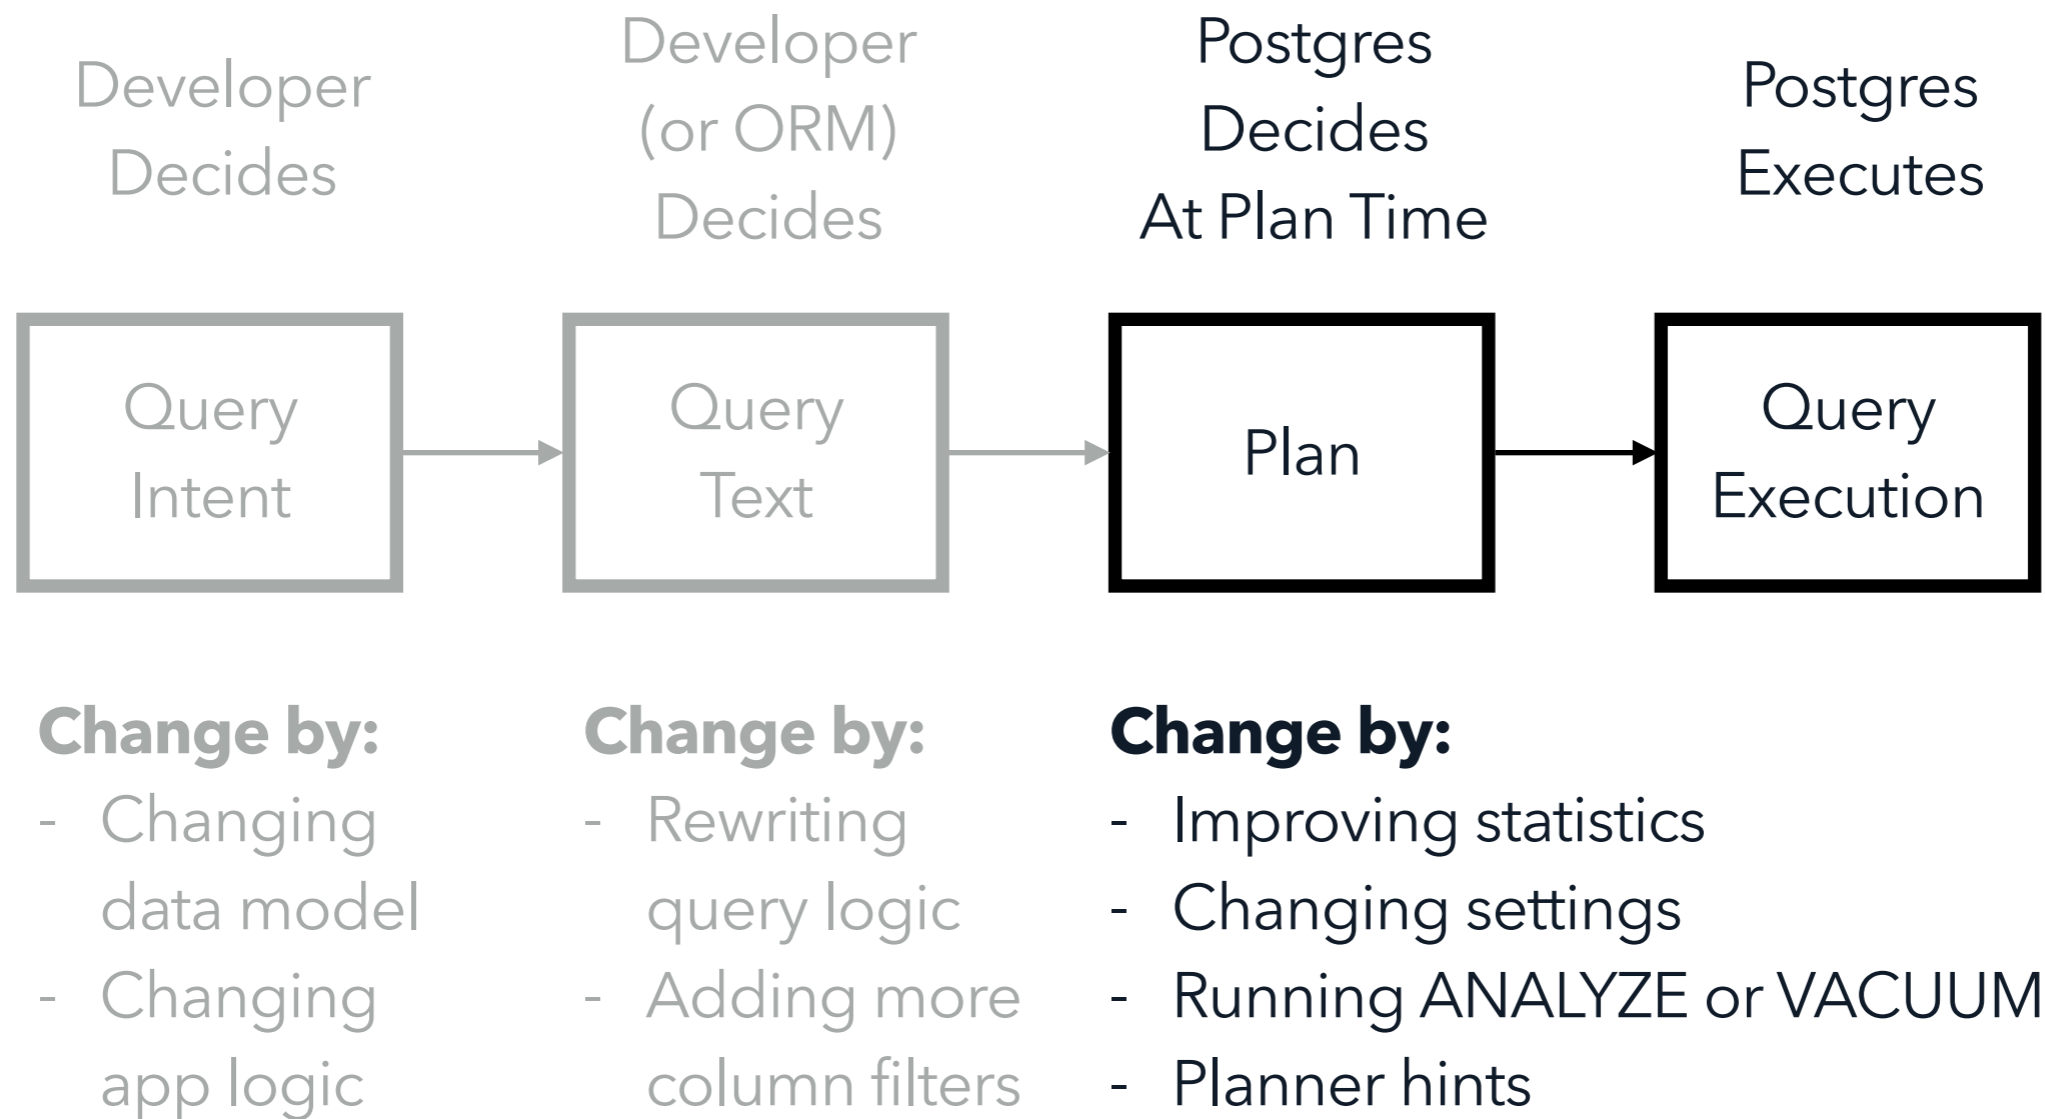 Developer
Decides
Developer
(or ORM)
Decides
Postgres
Decides
At Plan Time
Postgres
Executes
Query
Intent
Query
Text
Plan
Query
Execution
Change by:
- Changing
data model
- Changing
app logic
Change by:
- Rewriting
query logic
- Adding more
column filters
Change by:
- Improving statistics
- Changing settings
- Running ANALYZE or VACUUM
- Planner hints